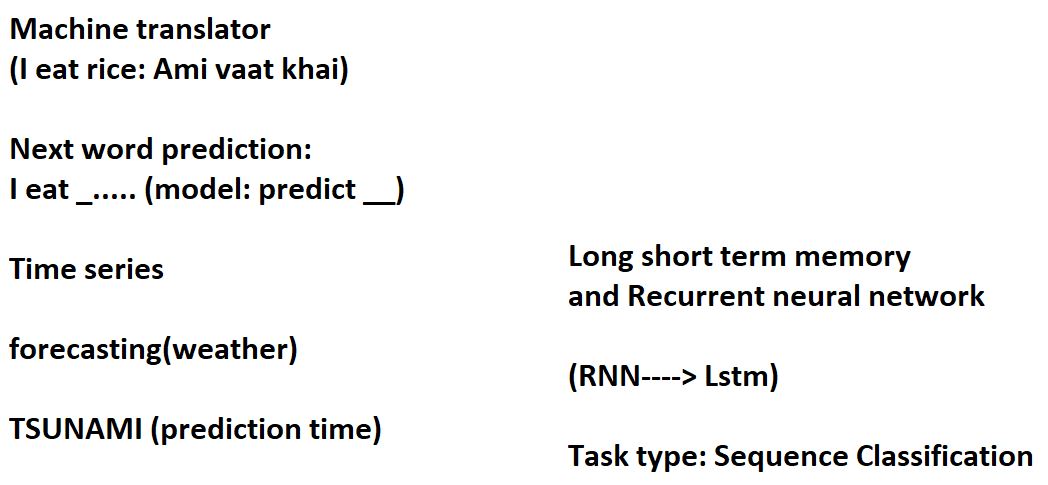 Machine translator
(I eat rice: Ami vaat khai)
Next word prediction:
I eat _..... (model: predict __)
Time series
forecasting(weather)
TSUNAMI (prediction time)
Long short term memory
and Recurrent neural network
(RNN----> Lstm)
Task type: Sequence Classification